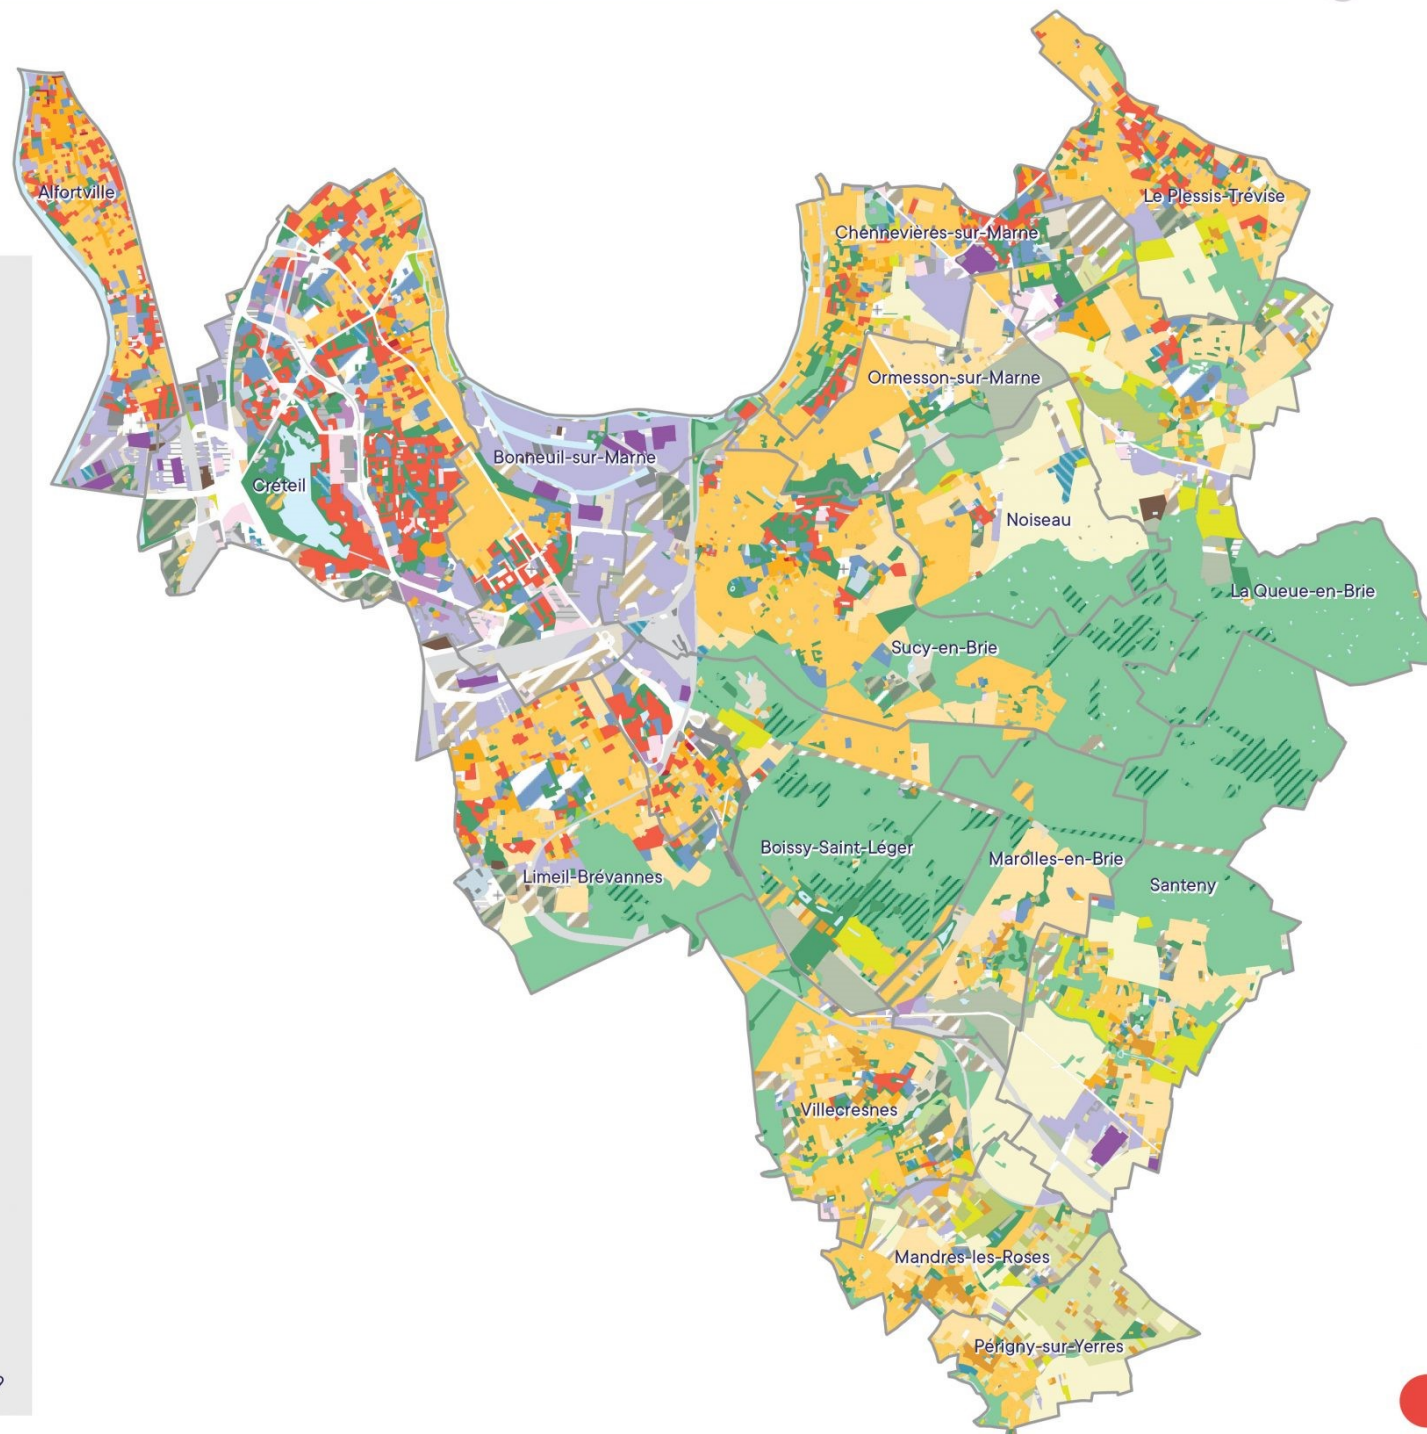 Alfortville
Le Plessis-Trévise
Chennevières-sur-Marne
Ormesson-sur-Marne
Bonneuil-sur-Marne
Créteil
Noiseau
La Queue-en-Brie
Sucy-en-Brie
Boissy-Saint-Léger
Marolles-en-Brie
Limeil-Brévannes
Santeny
Villecresnes
Mandres-les-Roses
Périgny-sur-Yerres